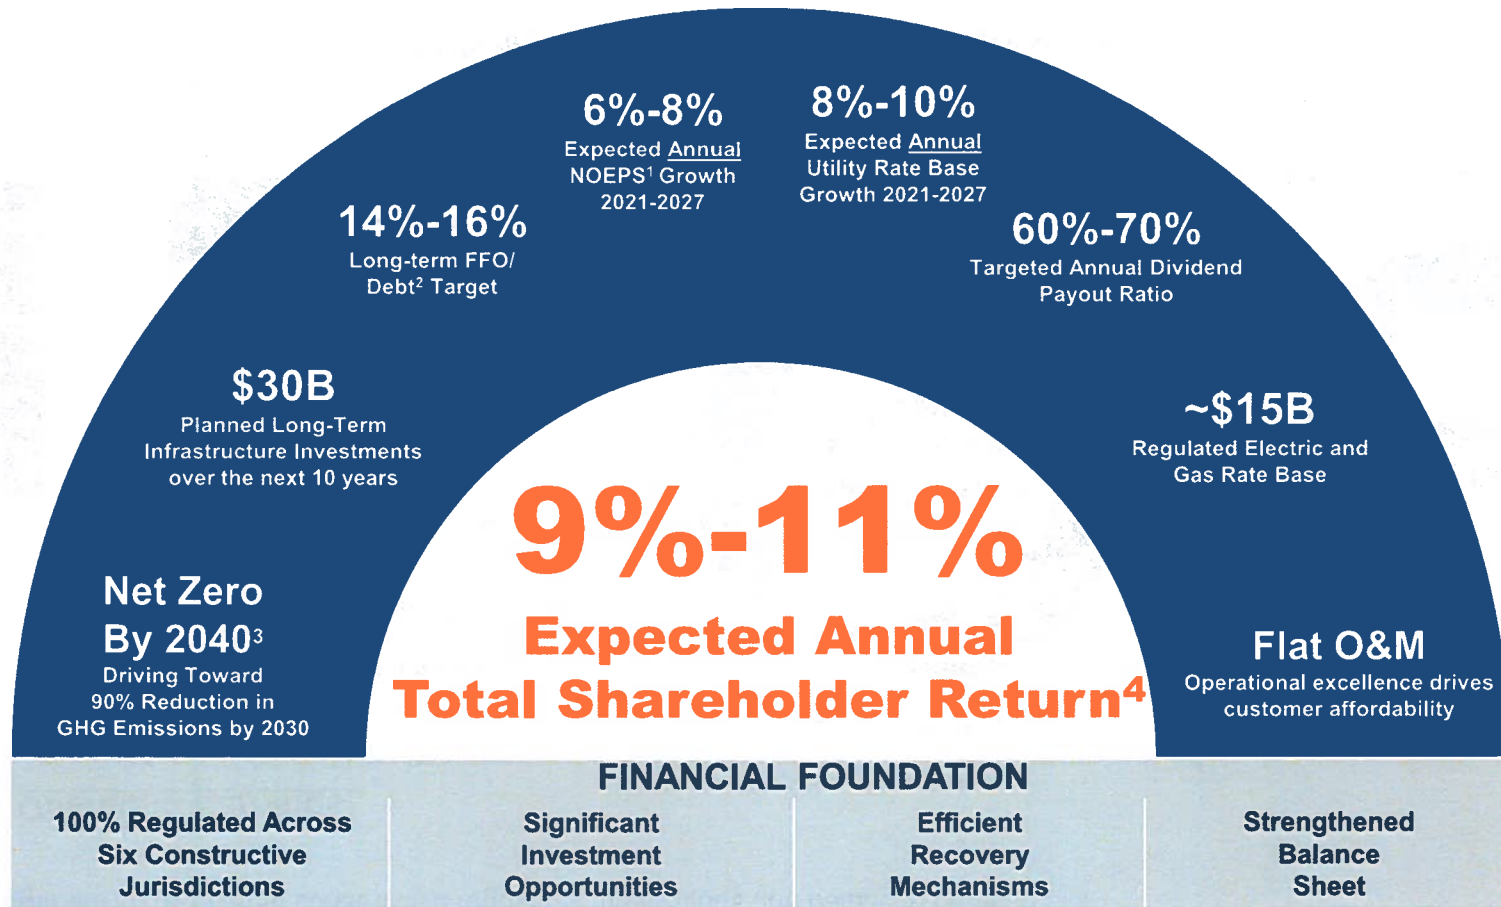 6%-8%
Expected Annual
NOEPS¹ Growth
2021-2027
8%-10%
Expected Annual
Utility Rate Base
Growth 2021-2027
14%-16%
Long-term FFO/
Debt² Target
60%-70%
Targeted Annual Dividend
Payout Ratio
$30B
Planned Long-Term
Infrastructure Investments
over the next 10 years
~$15B
Regulated Electric and
Gas Rate Base
9%-11%
Expected Annual
Total Shareholder Return⁴
Net Zero
By 2040³
Driving Toward
90% Reduction in
GHG Emissions by 2030
Flat O&M
Operational excellence drives
customer affordability
FINANCIAL FOUNDATION
100% Regulated Across
Six Constructive
Jurisdictions
Significant
Investment
Opportunities
Efficient
Recovery
Mechanisms
Strengthened
Balance
Sheet